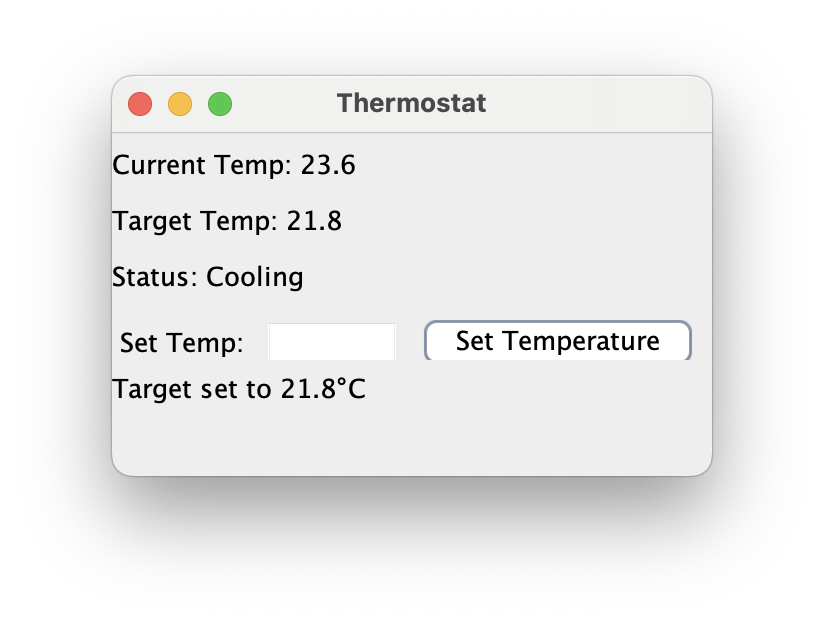 Thermostat
Current Temp: 23.6
Target Temp: 21.8
Status: Cooling
Set Temp: Set Temperature
Target set to 21.8°C